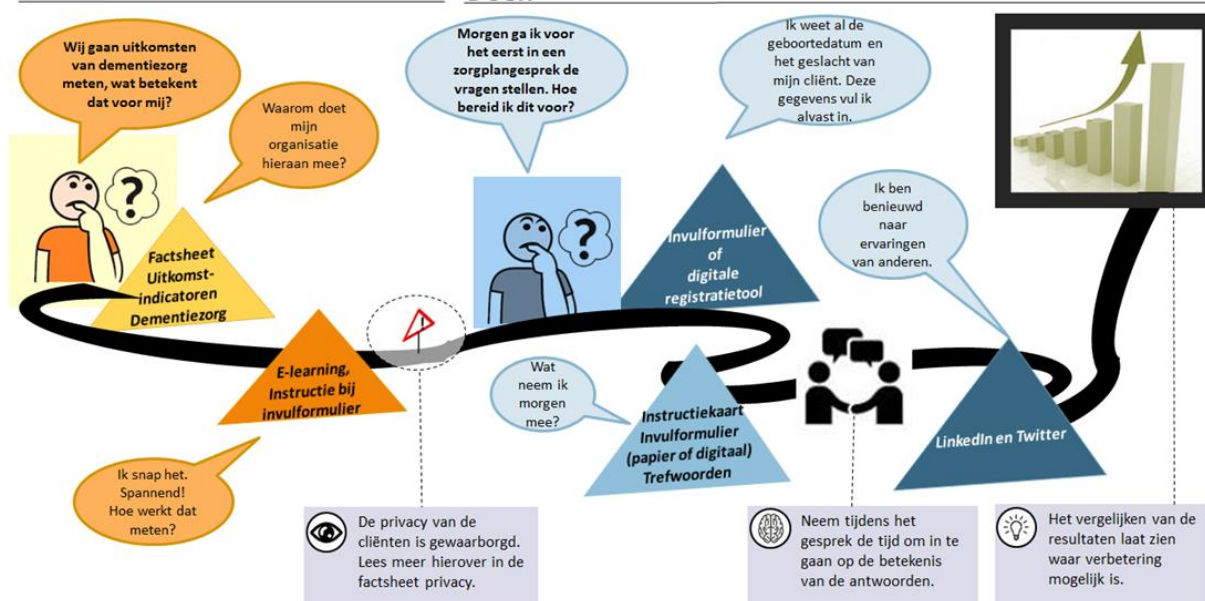 Wij gaan uitkomsten
van dementiezorg
meten, wat betekent
dat voor mij?
Waarom doet
mijn
organisatie
hieraan mee?
Factsheet
Uitkomst-
indicatoren
Dementiezorg
E-learning,
Instructie bij
invulformulier
Ik snap het.
Spannend!
Hoe werkt dat
meten?
De privacy van de
cliënten is gewaarborgd.
Lees meer hierover in de
factsheet privacy.
Morgen ga ik voor
het eerst in een
zorgplangesprek de
vragen stellen. Hoe
bereid ik dit voor?
Ik weet al de
geboortedatum en
het geslacht van
mijn cliënt. Deze
gegevens vul ik
alvast in.
Invulformulier
of
digitale
registratietool
Wat
neem ik
morgen
mee?
Instructiekaart
Invulformulier
(papier of digitaal)
Trefwoorden
Neem tijdens het
gesprek de tijd om in te
gaan op de betekenis
van de antwoorden.
Ik ben
benieuwd
naar
ervaringen
van anderen.
LinkedIn en Twitter
Het vergelijken van de
resultaten laat zien
waar verbetering
mogelijk is.